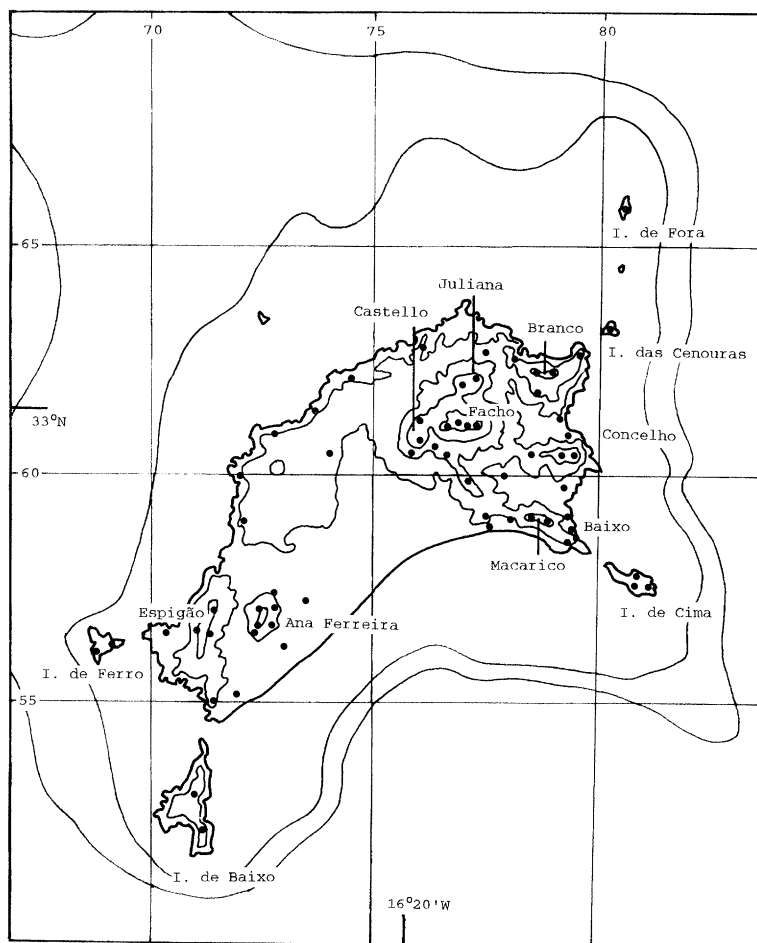 70 75 80
I. de Fora
65
Juliana
Castello
Branco
I. das Cenouras
33°N
Facho
Concelho
60
Baixo
Macarico
I. de Cima
Espigão
Ana Ferreira
I. de Ferro
55
I. de Baixo
16°20'W